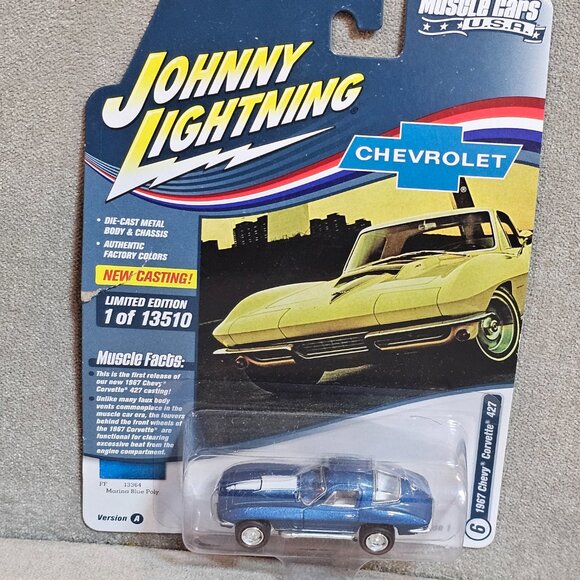 Muscle Cars
U.S.A.
JOHNNY
LIGHTNING®
CHEVROLET
®
• DIE-CAST METAL
BODY & CHASSIS
• AUTHENTIC
FACTORY COLORS
NEW CASTING!
LIMITED EDITION
1 of 13510
Muscle Facts:
• This is the first release of
our new 1967 Chevy®
Corvette® 427 casting!
• Unlike many faux body
vents commonplace in the
muscle car era, the louvers
behind the front wheels of
the 1967 Corvette® are
functional for clearing
excessive heat from the
engine compartment.
FF 13364
Marina Blue Poly
Version A
6 1967 Chevy® Corvette® 427